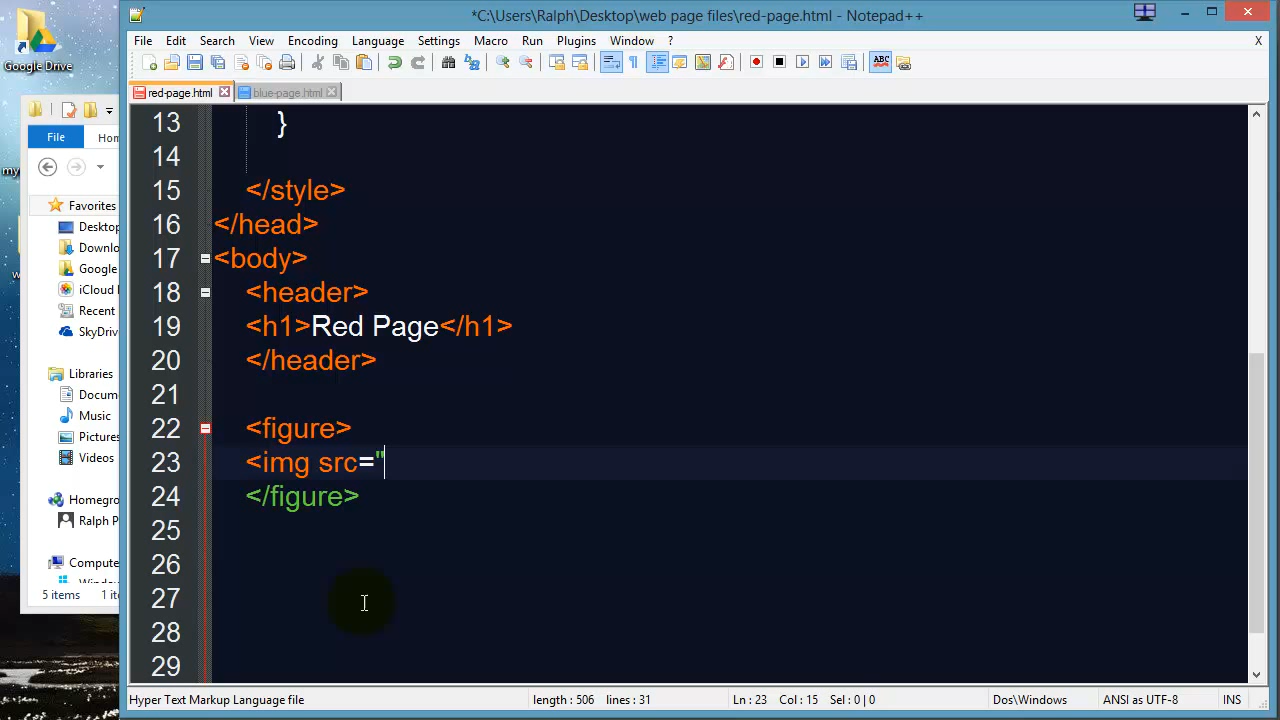 Google Drive
*C:\Users\Ralph\Desktop\web page files\red-page.html - Notepad++
File Edit Search View Encoding Language Settings Macro Run Plugins Window ? X
ABC
red-page.html blue-page.html
File
my
Favorites
Desktop
Google
Recent
Libraries
Music
Pictures
Videos
Ralph P
5 items
13 }
14
15 </style>
16 </head>
17 <body>
18 <header>
19 <h1>Red Page</h1>
20 </header>
21
22 <figure>
23 <img src="
24 </figure>
25
26
27
28
29
Hyper Text Markup Language file length : 506 lines : 31 Ln : 23 Col : 15 Sel : 0 | 0 Dos\Windows ANSI as UTF-8 INS